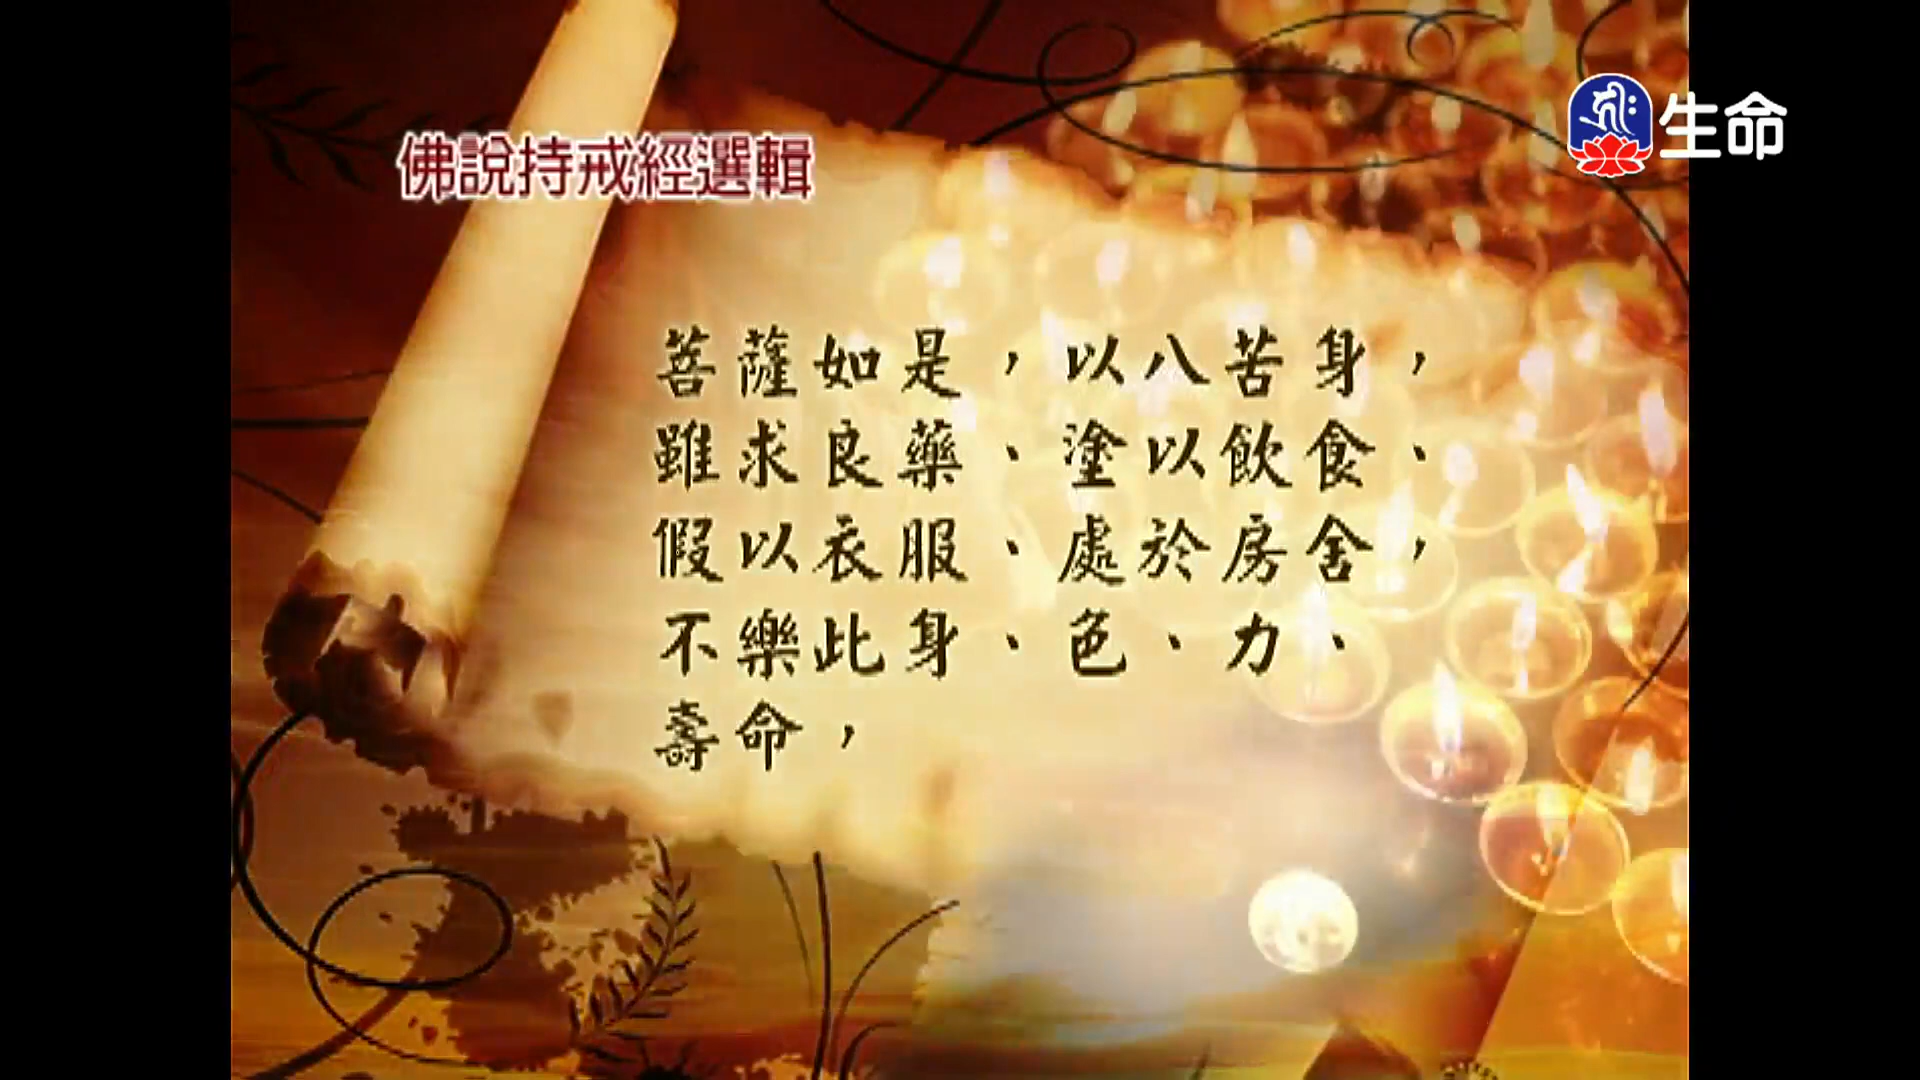 生命
佛說持戒經選輯
菩薩如是，以八苦身，
雖求良藥、塗以飲食、
假以衣服、處於房舍，
不樂此身、色、力、
壽命，